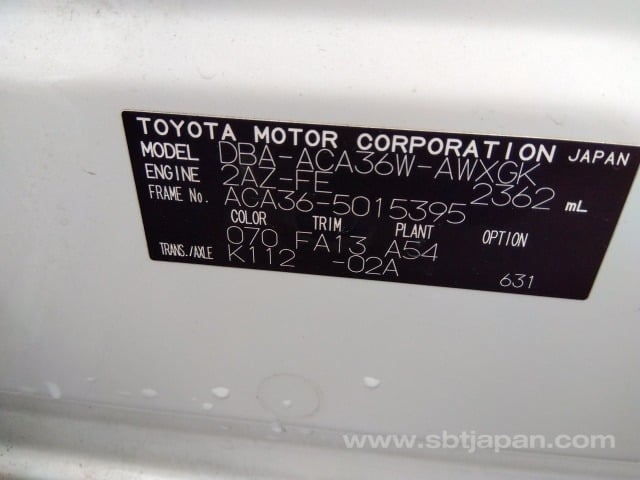 TOYOTA MOTOR CORPORATION JAPAN
MODEL DBA-ACA36W-AWXGK
ENGINE 2AZ-FE 2362 mL
FRAME No. ACA36-5015395
COLOR TRIM PLANT OPTION
070 FA13 A54
TRANS./AXLE K112 -02A
631
www.sbtjapan.com